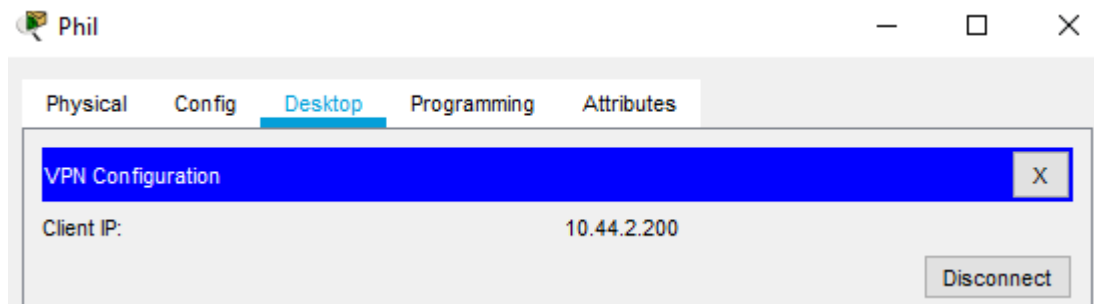 Phil
Physical Config Desktop Programming Attributes
VPN Configuration X
Client IP: 10.44.2.200
Disconnect